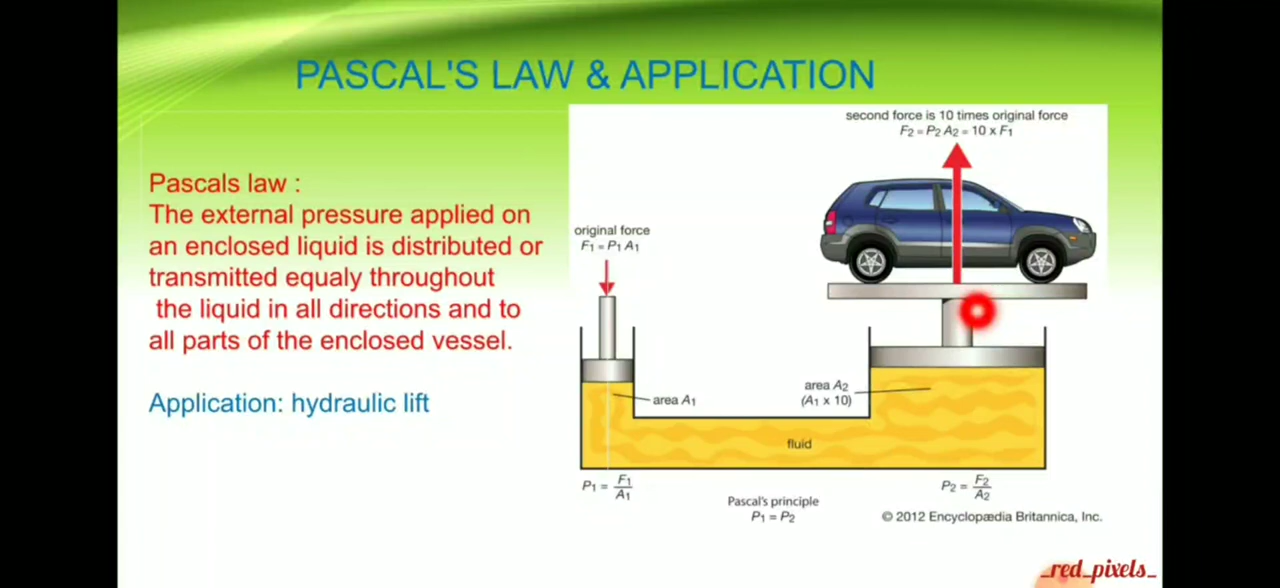 PASCAL'S LAW & APPLICATION
Pascals law :
The external pressure applied on
an enclosed liquid is distributed or
transmitted equaly throughout
the liquid in all directions and to
all parts of the enclosed vessel.
Application: hydraulic lift
second force is 10 times original force
F₂ = P₂ A₂ = 10 x F₁
original force
F₁ = P₁ A₁
area A₁
area A₂
(A₁ x 10)
fluid
P₁ = F₁/A₁
P₂ = F₂/A₂
Pascal's principle
P₁ = P₂
© 2012 Encyclopædia Britannica, Inc.
_red_pixels_